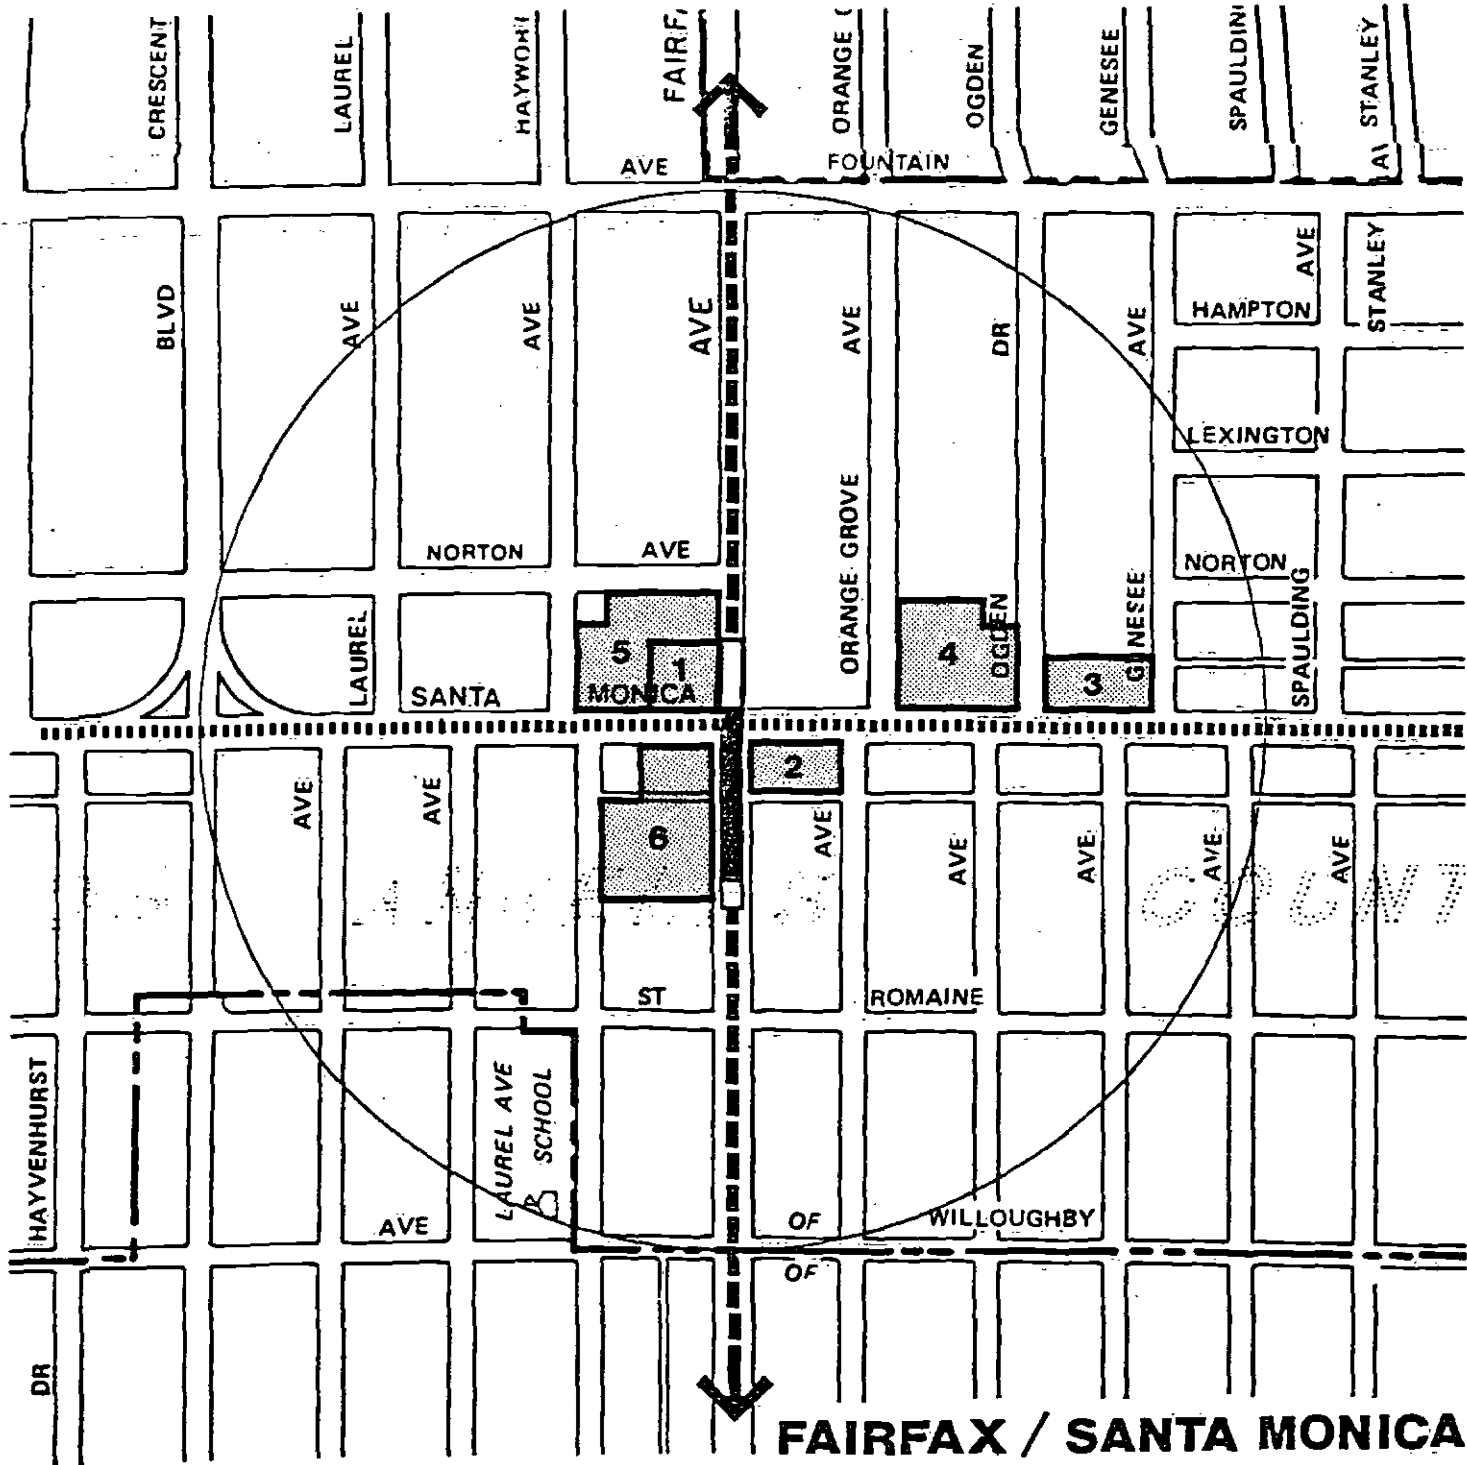 CRESCENT
LAUREL
ORANGE
OGDEN
GENESEE
STANLEY
AVE
FOUNTAIN
BLVD
AVE
AVE
AVE
AVE
DR
AVE
AVE
STANLEY
HAMPTON
LEXINGTON
NORTON
AVE
ORANGE GROVE
NORTON
LAUREL
SANTA
MONICA
5
1
4
OGDEN
3
GENESEE
SPAULDING
2
6
AVE
AVE
AVE
AVE
AVE
AVE
AVE
ST
ROMAINE
HAYVENHURST
LAUREL AVE
SCHOOL
AVE
OF
WILLOUGHBY
OF
DR
FAIRFAX / SANTA MONICA